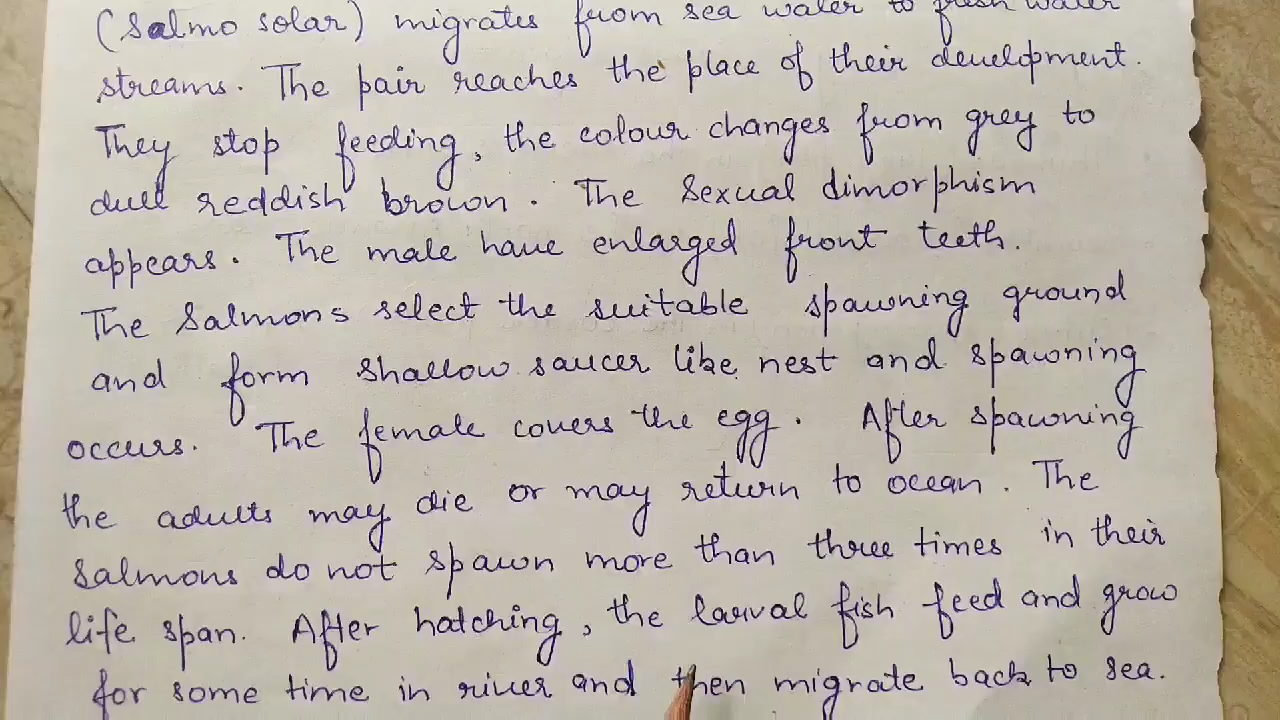 (Salmo solar) migrates from sea water to fresh water
streams. The pair reaches the place of their development.
They stop feeding, the colour changes from grey to
dull reddish brown. The Sexual dimorphism
appears. The male have enlarged front teeth.
The Salmons select the suitable spawning ground
and form shallow saucer like nest and spawning
occurs. The female covers the egg. After spawning
the adults may die or may return to ocean. The
Salmons do not spawn more than three times in their
life span. After hatching, the larval fish feed and grow
for some time in river and then migrate back to sea.